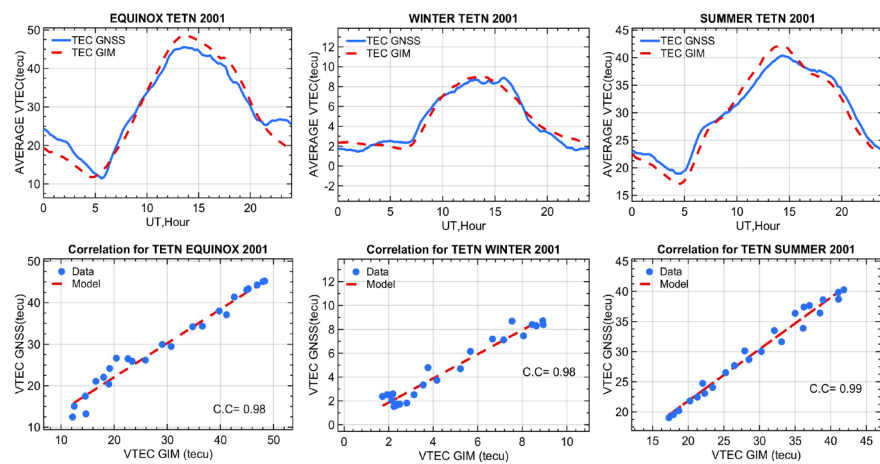 EQUINOX TETN 2001
TEC GNSS
TEC GIM
AVERAGE VTEC(tecu)
50
40
30
20
10
0
5
10
15
20
UT,Hour
WINTER TETN 2001
TEC GNSS
TEC GIM
AVERAGE VTEC(tecu)
12
10
8
6
4
2
0
-2
0
5
10
15
20
UT,Hour
SUMMER TETN 2001
TEC GNSS
TEC GIM
AVERAGE VTEC(tecu)
45
40
35
30
25
20
15
0
5
10
15
20
UT,Hour
Correlation for TETN EQUINOX 2001
Data
Model
VTEC GNSS(tecu)
50
40
30
20
10
10
20
30
40
50
C.C= 0.98
VTEC GIM (tecu)
Correlation for TETN WINTER 2001
Data
Model
VTEC GNSS(tecu)
14
12
10
8
6
4
2
0
0
2
4
6
8
10
C.C= 0.98
VTEC GIM (tecu)
Correlation for TETN SUMMER 2001
Data
Model
VTEC GNSS(tecu)
45
40
35
30
25
20
15
20
25
30
35
40
45
C.C= 0.99
VTEC GIM (tecu)